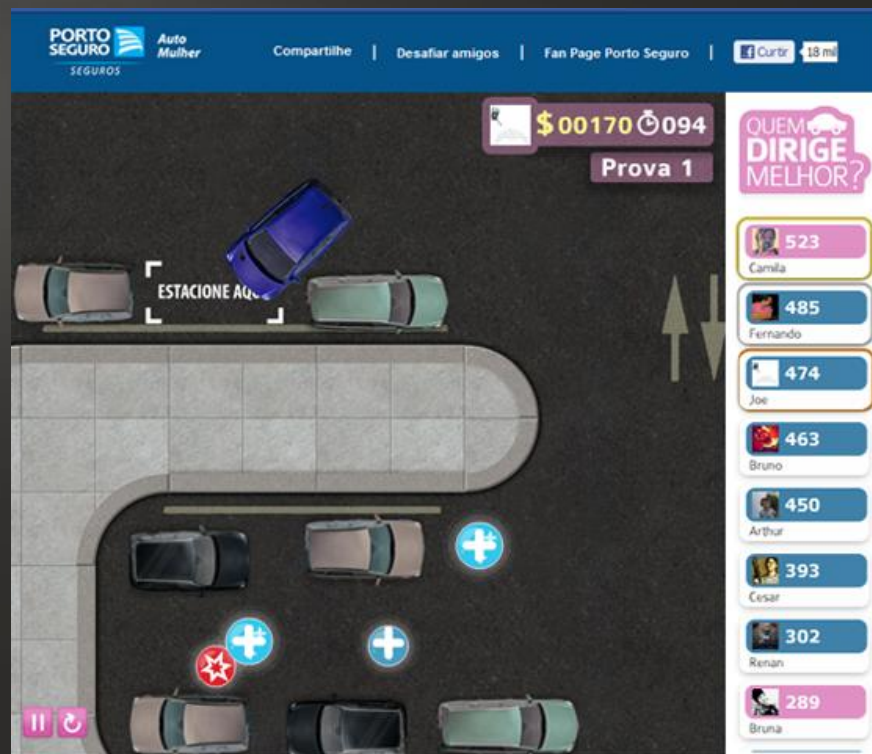 PORTO
SEGURO
SEGUROS
Auto
Mulher
Compartilhe | Desafiar amigos | Fan Page Porto Seguro |
Curtir 18 mil
$00170 094
Prova 1
QUEM
DIRIGE
MELHOR?
ESTACIONE
523
Camila
485
Fernando
474
Joe
463
Bruno
450
Arthur
393
Cesar
302
Renan
289
Bruna